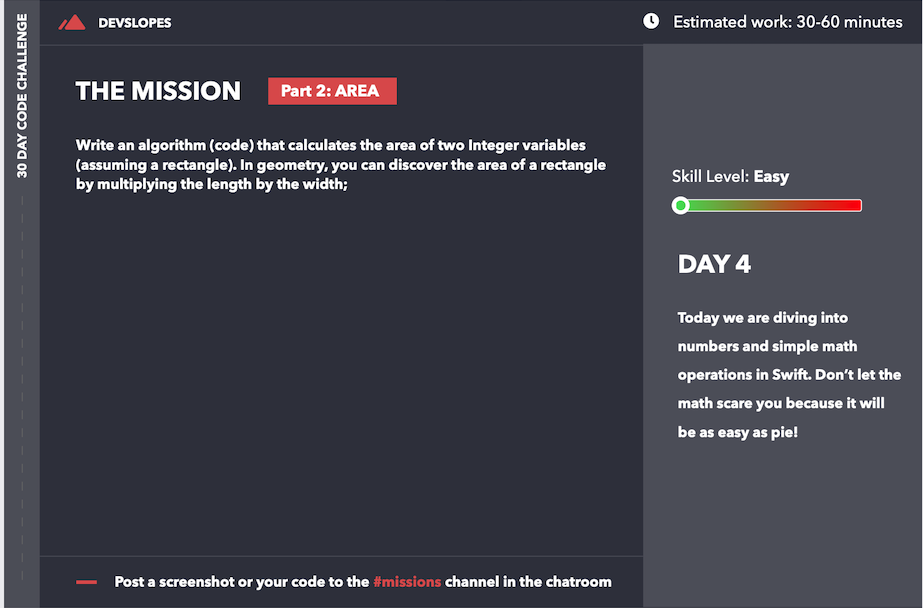 30 DAY CODE CHALLENGE
DEVSLOPES
Estimated work: 30-60 minutes
THE MISSION
Part 2: AREA
Write an algorithm (code) that calculates the area of two Integer variables
(assuming a rectangle). In geometry, you can discover the area of a rectangle
by multiplying the length by the width;
Skill Level: Easy
DAY 4
Today we are diving into
numbers and simple math
operations in Swift. Don’t let the
math scare you because it will
be as easy as pie!
Post a screenshot or your code to the #missions channel in the chatroom